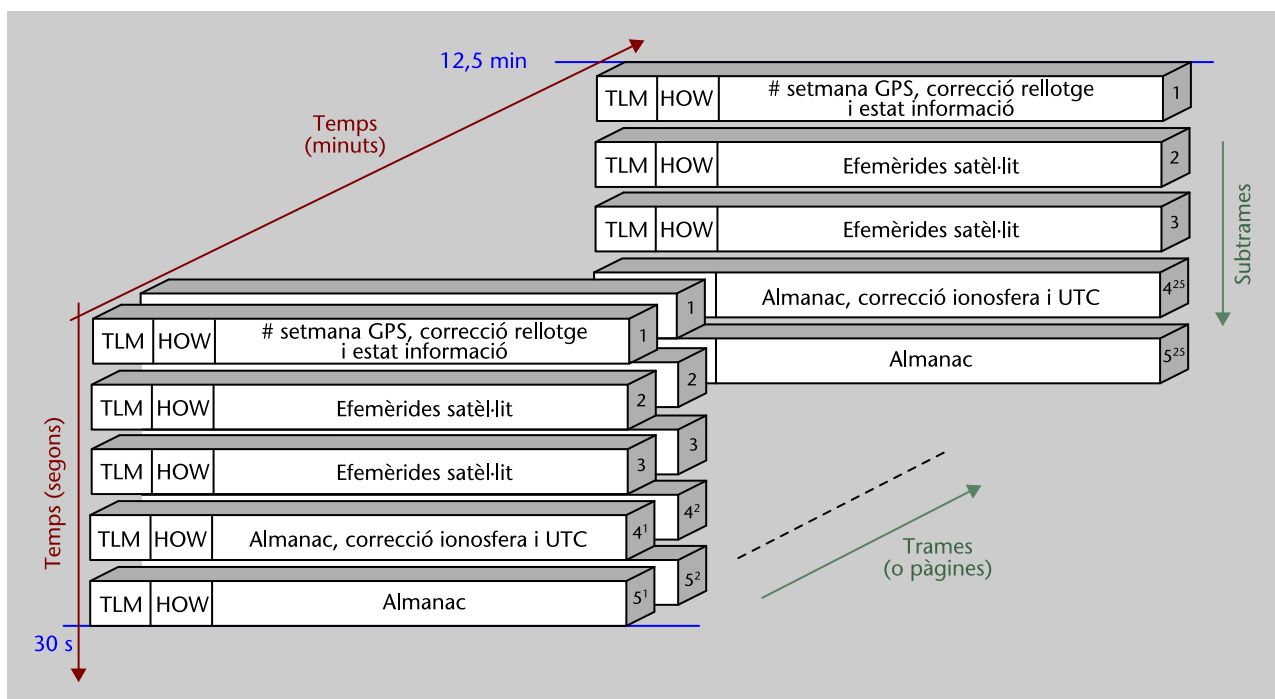 12,5 min
Temps
(minuts)
TLM HOW # setmana GPS, correcció rellotge
i estat informació 1
TLM HOW Efemèrides satèl·lit 2
TLM HOW Efemèrides satèl·lit 3
Almanac, correcció ionosfera i UTC 4²⁵
Almanac 5²⁵
Subtrames
1
2
3
4²
5²
TLM HOW # setmana GPS, correcció rellotge
i estat informació 1
TLM HOW Efemèrides satèl·lit 2
TLM HOW Efemèrides satèl·lit 3
TLM HOW Almanac, correcció ionosfera i UTC 4¹
TLM HOW Almanac 5¹
Temps (segons)
30 s
Trames
(o pàgines)